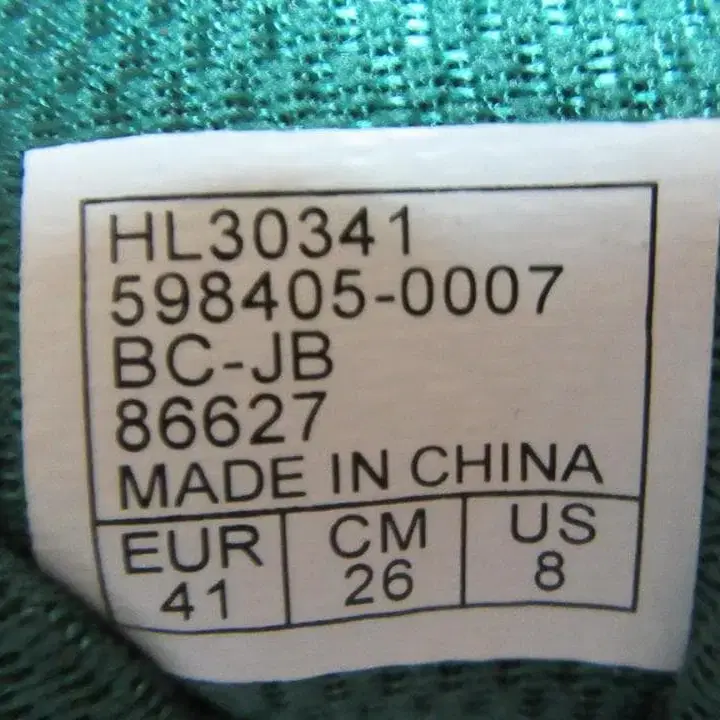 HL30341
598405-0007
BC-JB
86627
MADE IN CHINA
EUR CM US
41 26 8